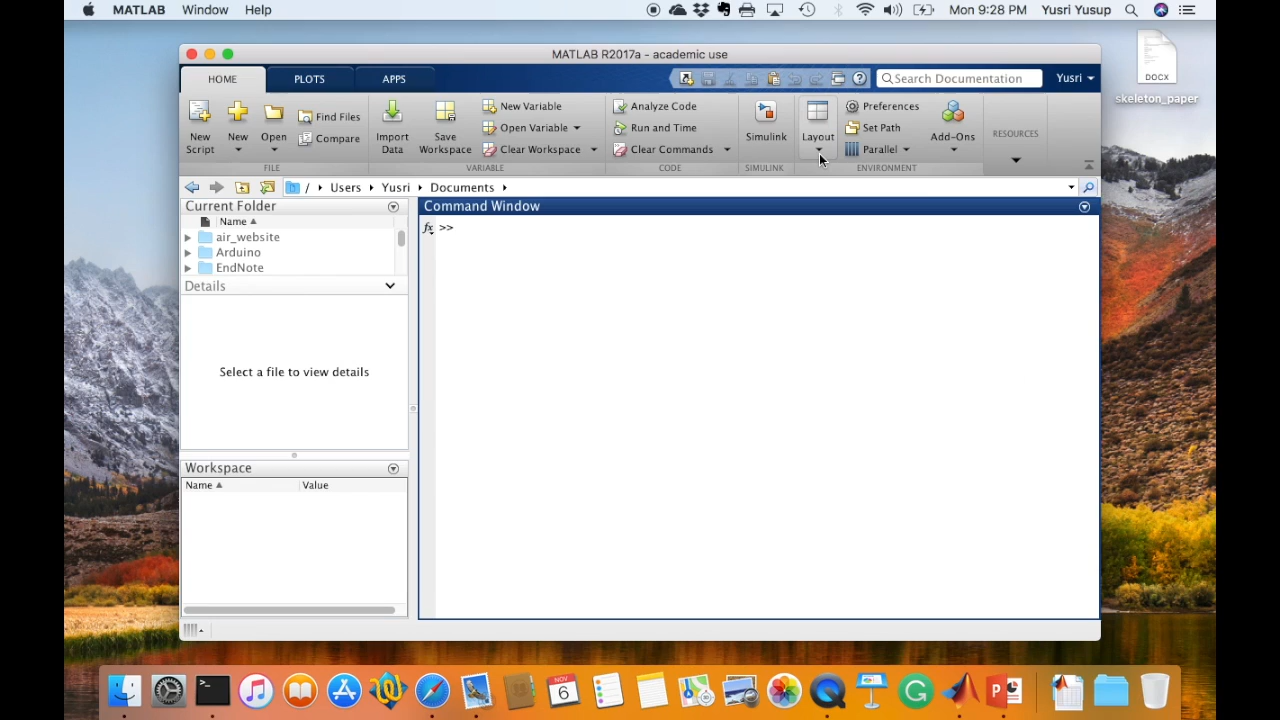 MATLAB Window Help Mon 9:28 PM Yusri Yusup
MATLAB R2017a - academic use
HOME PLOTS APPS Search Documentation Yusri
New Script New Open Find Files Compare Import Data Save Workspace New Variable Open Variable Clear Workspace Analyze Code Run and Time Clear Commands Simulink Layout Preferences Set Path Parallel Add-Ons RESOURCES
FILE VARIABLE CODE SIMULINK ENVIRONMENT
/ Users Yusri Documents
Current Folder
Name
air_website
Arduino
EndNote
Details
Select a file to view details
Workspace
Name Value
Command Window
fx >>
DOCX
skeleton_paper
NOV
6